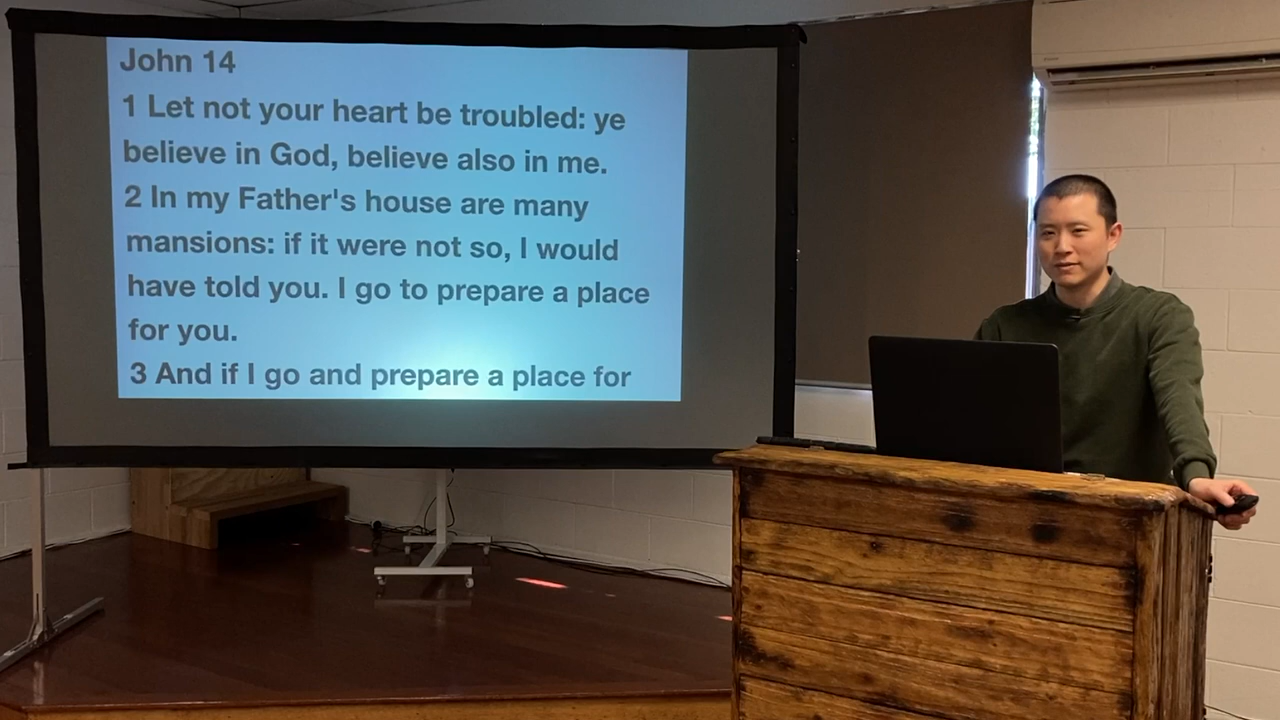 John 14
1 Let not your heart be troubled: ye
believe in God, believe also in me.
2 In my Father's house are many
mansions: if it were not so, I would
have told you. I go to prepare a place
for you.
3 And if I go and prepare a place for